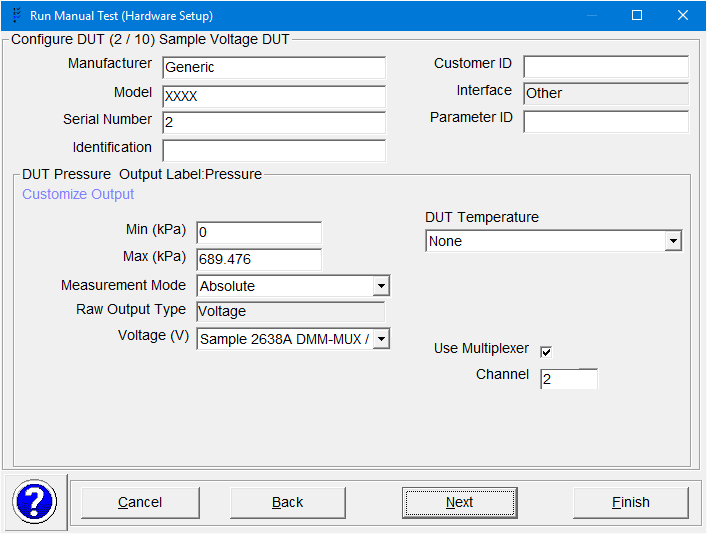 Run Manual Test (Hardware Setup)
Configure DUT (2 / 10) Sample Voltage DUT
Manufacturer Generic
Customer ID
Model XXXX
Interface Other
Serial Number 2
Parameter ID
Identification
DUT Pressure Output Label:Pressure
Customize Output
Min (kPa) 0
DUT Temperature
None
Max (kPa) 689.476
Measurement Mode Absolute
Raw Output Type Voltage
Voltage (V) Sample 2638A DMM-MUX /
Use Multiplexer
Channel 2
? Cancel Back Next Finish